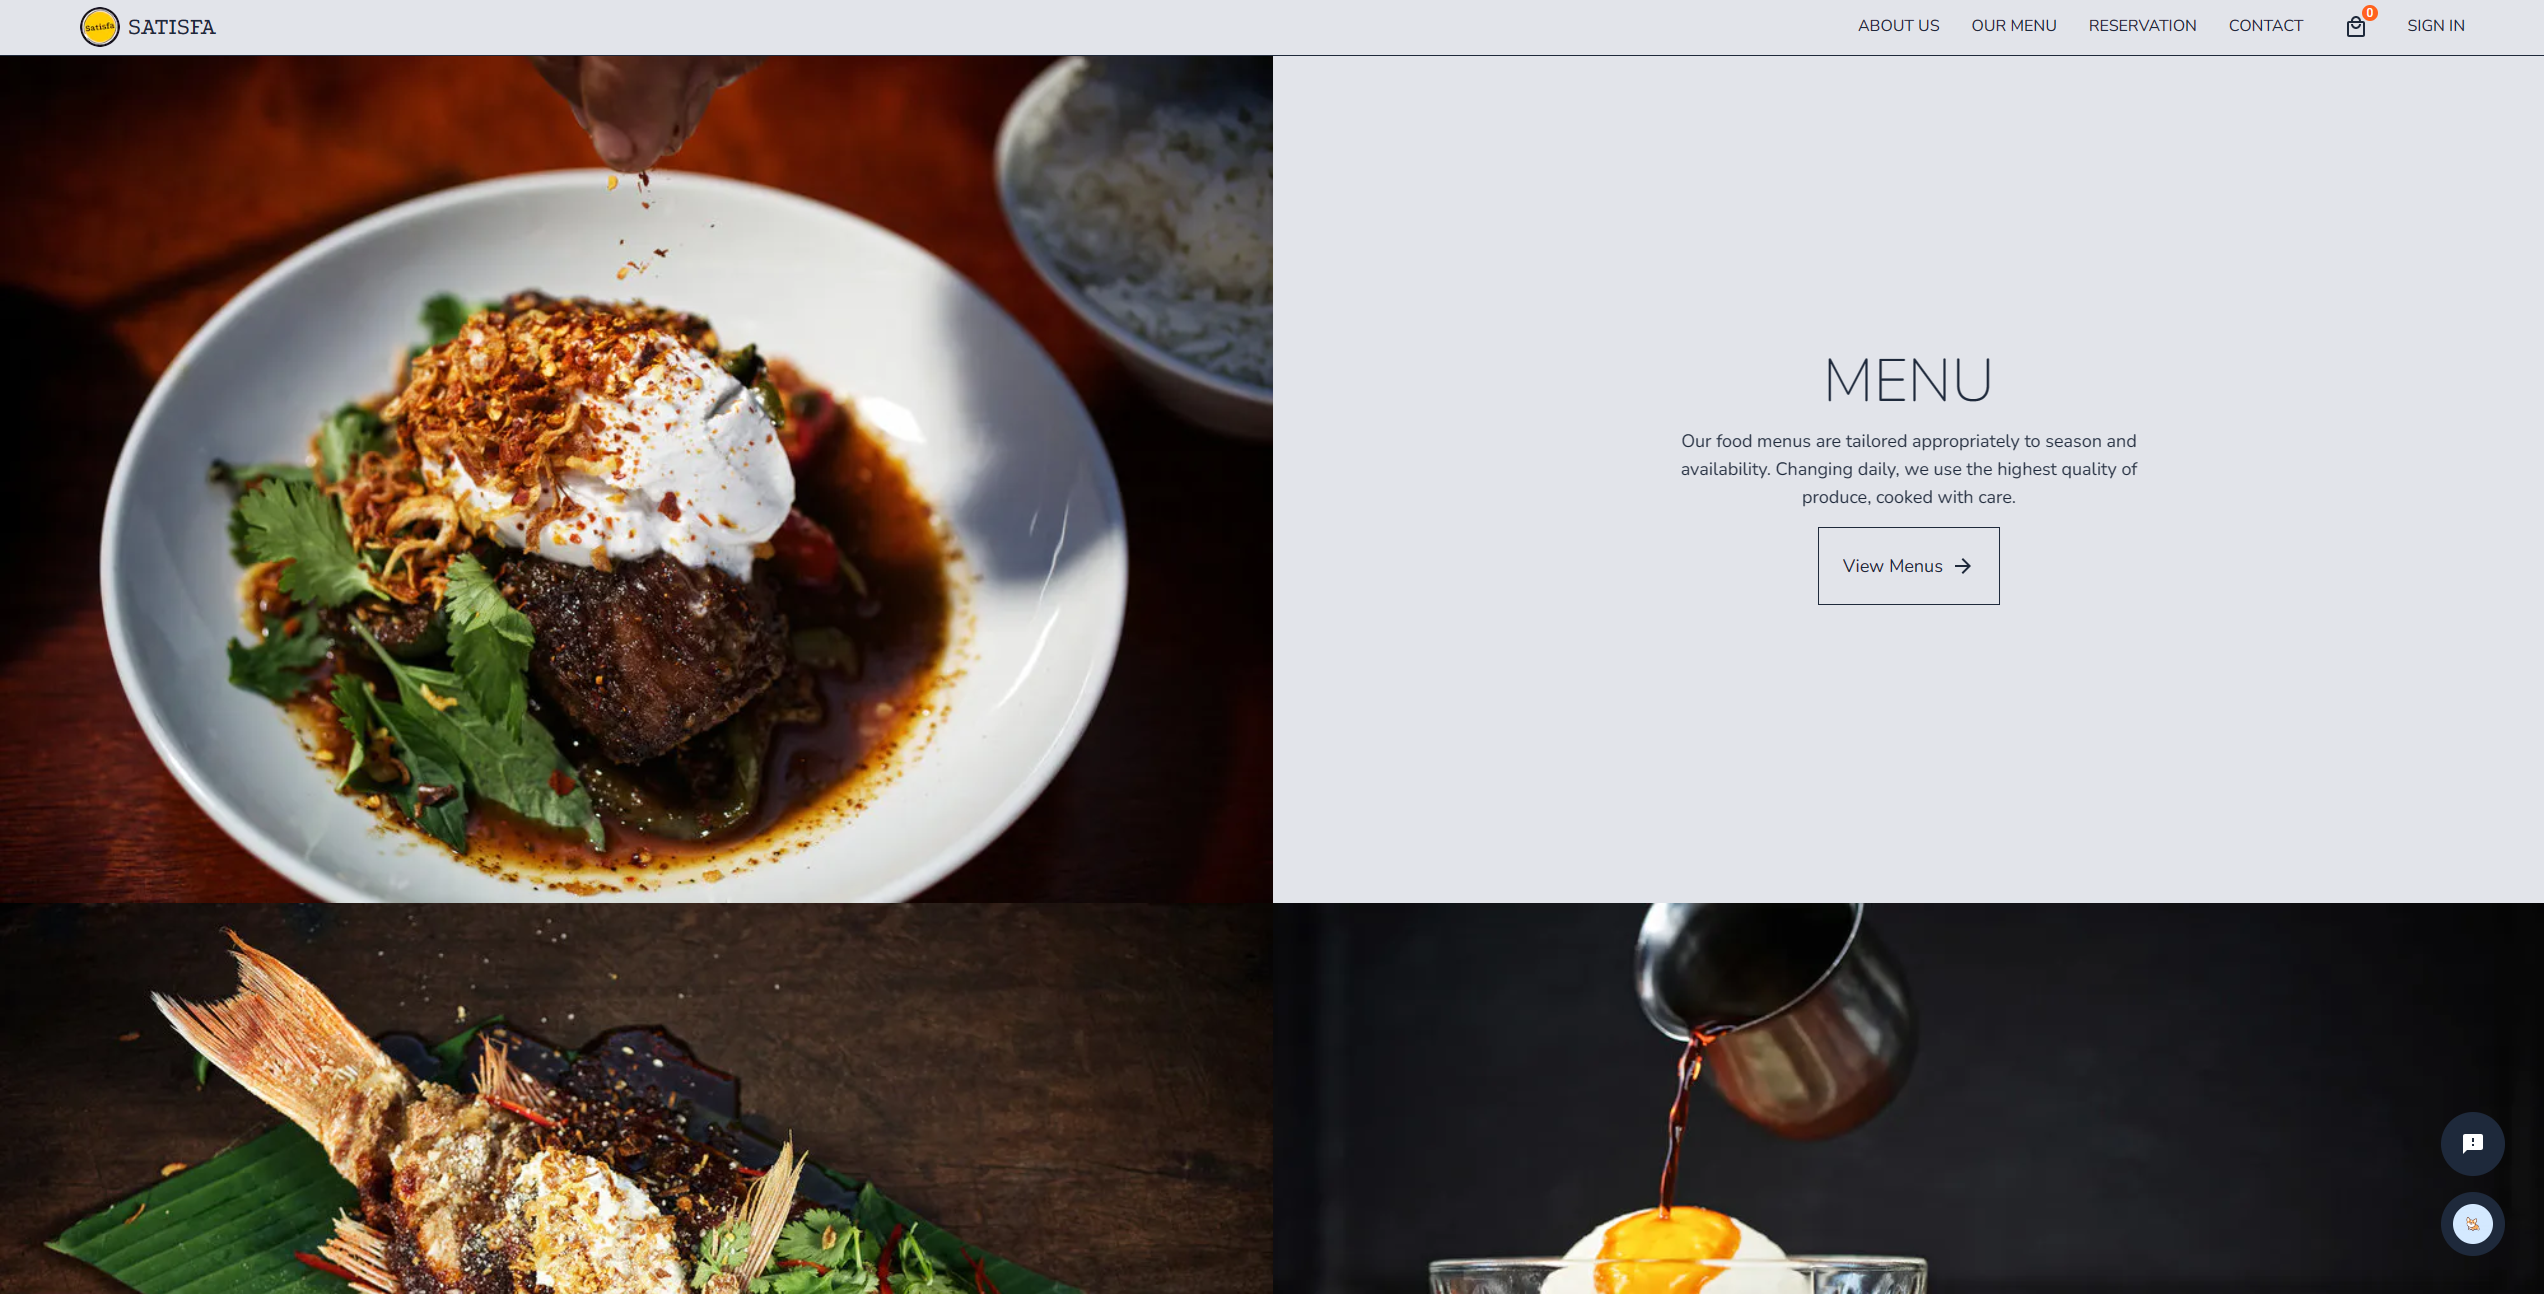 Satisfa
SATISFA
ABOUT US
OUR MENU
RESERVATION
CONTACT
0
SIGN IN
MENU
Our food menus are tailored appropriately to season and
availability. Changing daily, we use the highest quality of
produce, cooked with care.
View Menus